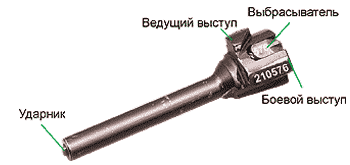 Выбрасыватель
Ведущий выступ
210576
Боевой выступ
Ударник